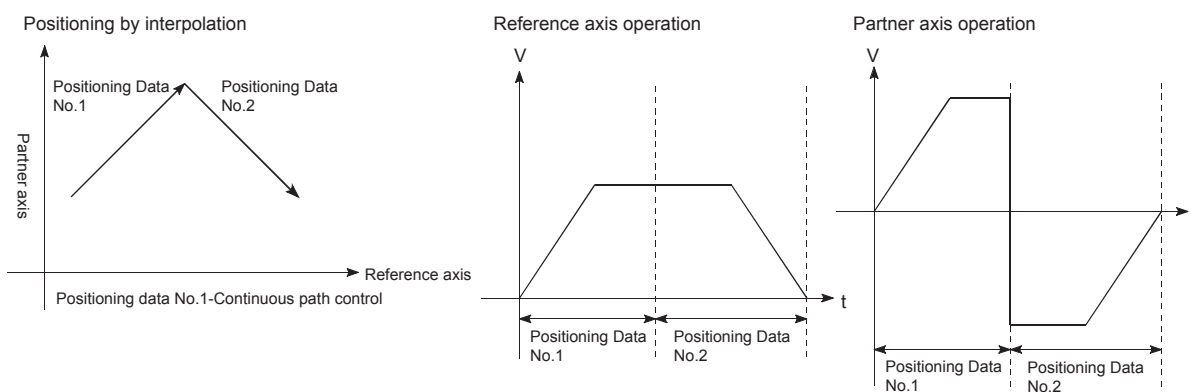 Positioning by interpolation
Partner axis
Positioning Data
No.1
Positioning Data
No.2
Reference axis
Positioning data No.1-Continuous path control
Reference axis operation
V
t
Positioning Data
No.1
Positioning Data
No.2
Partner axis operation
V
Positioning Data
No.1
Positioning Data
No.2